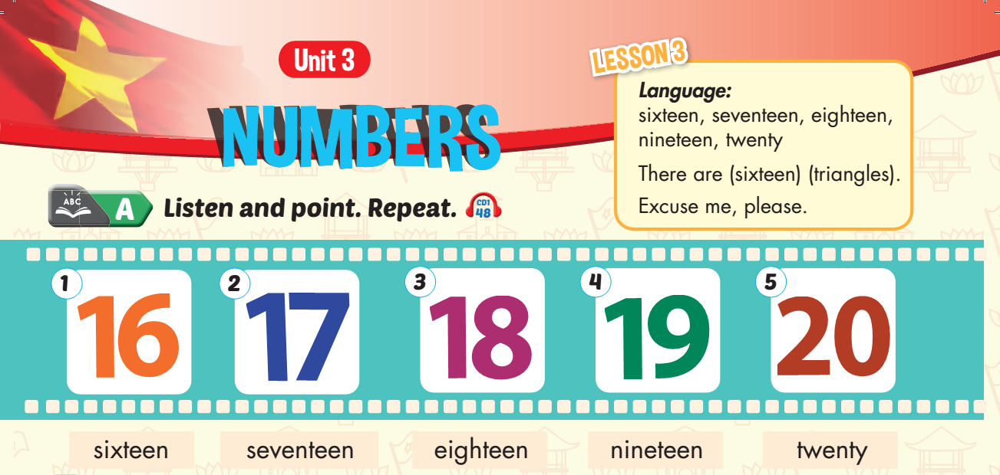 Unit 3
NUMBERS
LESSON 3
Language:
sixteen, seventeen, eighteen,
nineteen, twenty
There are (sixteen) (triangles).
Excuse me, please.
ABC
A
Listen and point. Repeat.
CD1
48
1
16
2
17
3
18
4
19
5
20
sixteen
seventeen
eighteen
nineteen
twenty